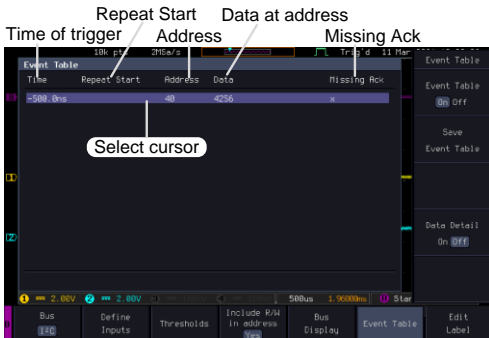 Repeat Start
Data at address
Time of trigger
Address
Missing Ack
10k pts 2MSa/s Trig'd 11 Mar
Event Table
Time Repeat Start Address Data Missing Ack
-500.0ns 40 4256 x
Select cursor
Event Table
Event Table
On Off
Save
Event Table
Data Detail
On Off
1 2.00V 2 2.00V 500us 1.96000ms Star
Bus
I²C
Define
Inputs
Thresholds
Include R/W
in address
Yes
Bus
Display
Event Table
Edit
Label